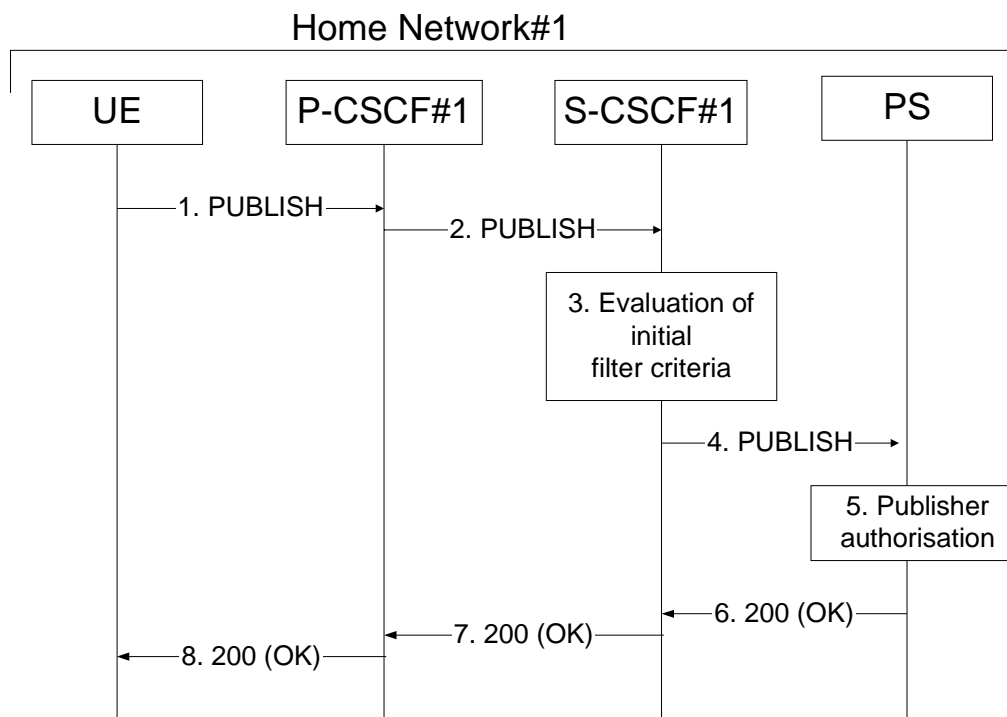 Home Network#1
UE
P-CSCF#1
S-CSCF#1
PS
1. PUBLISH
2. PUBLISH
3. Evaluation of
initial
filter criteria
4. PUBLISH
5. Publisher
authorisation
6. 200 (OK)
7. 200 (OK)
8. 200 (OK)